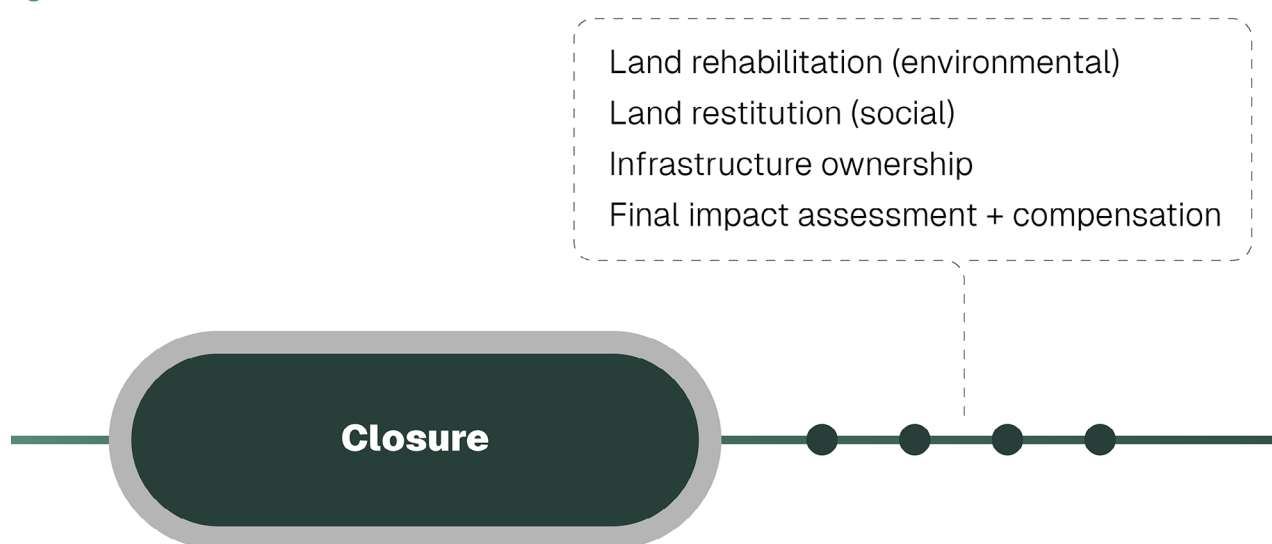 Land rehabilitation (environmental)
Land restitution (social)
Infrastructure ownership
Final impact assessment + compensation
Closure